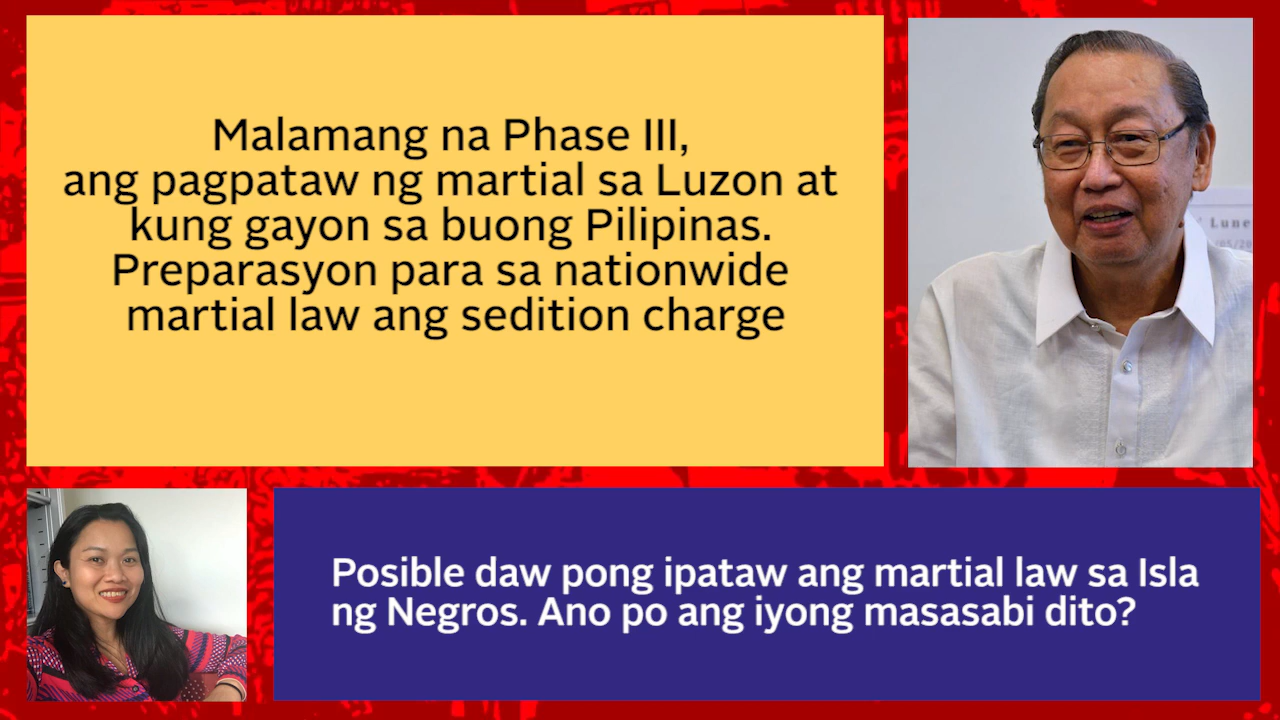 Malamang na Phase III,
ang pagpataw ng martial sa Luzon at
kung gayon sa buong Pilipinas.
Preparasyon para sa nationwide
martial law ang sedition charge
Posible daw pong ipataw ang martial law sa Isla
ng Negros. Ano po ang iyong masasabi dito?